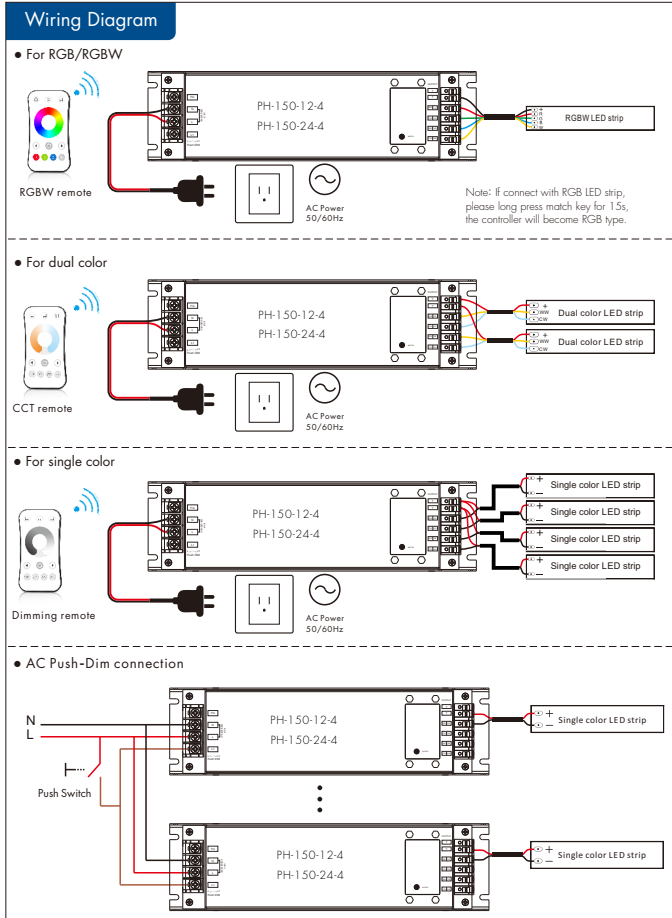 Wiring Diagram
● For RGB/RGBW
PH-150-12-4
PH-150-24-4
RGBW LED strip
RGBW remote
AC Power
50/60Hz
Note: If connect with RGB LED strip,
please long press match key for 15s,
the controller will become RGB type.
● For dual color
PH-150-12-4
PH-150-24-4
+
WW
CW
Dual color LED strip
+
WW
CW
Dual color LED strip
CCT remote
AC Power
50/60Hz
● For single color
PH-150-12-4
PH-150-24-4
+
−
Single color LED strip
+
−
Single color LED strip
+
−
Single color LED strip
+
−
Single color LED strip
Dimming remote
AC Power
50/60Hz
● AC Push-Dim connection
N
L
PH-150-12-4
PH-150-24-4
+
−
Single color LED strip
Push Switch
PH-150-12-4
PH-150-24-4
+
−
Single color LED strip